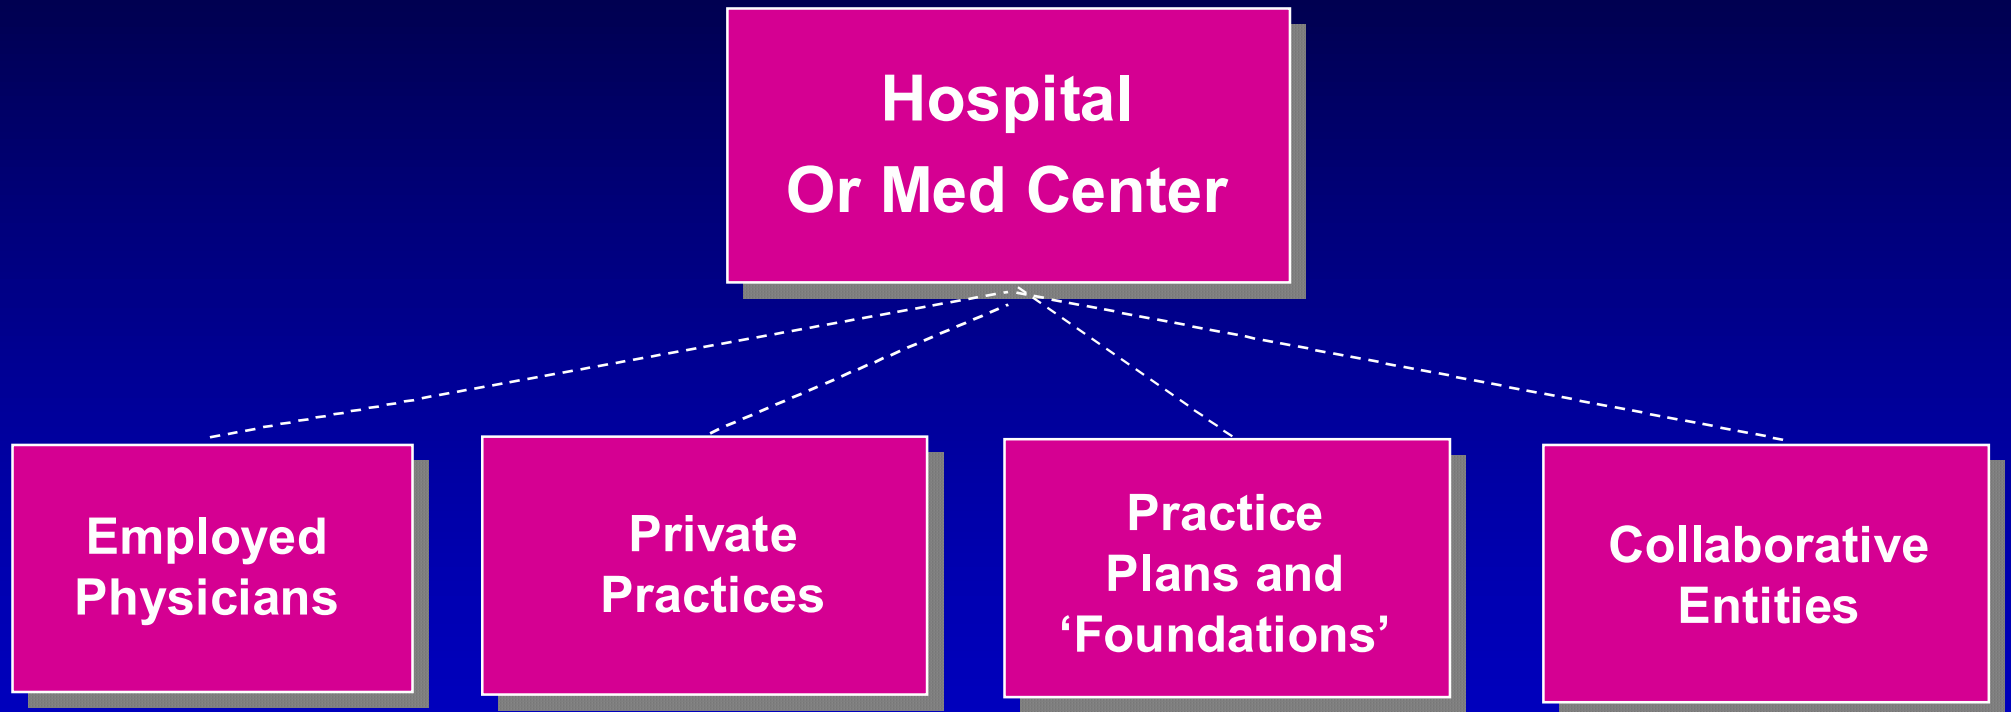 Hospital
Or Med Center
Employed
Physicians
Private
Practices
Practice
Plans and
‘Foundations’
Collaborative
Entities